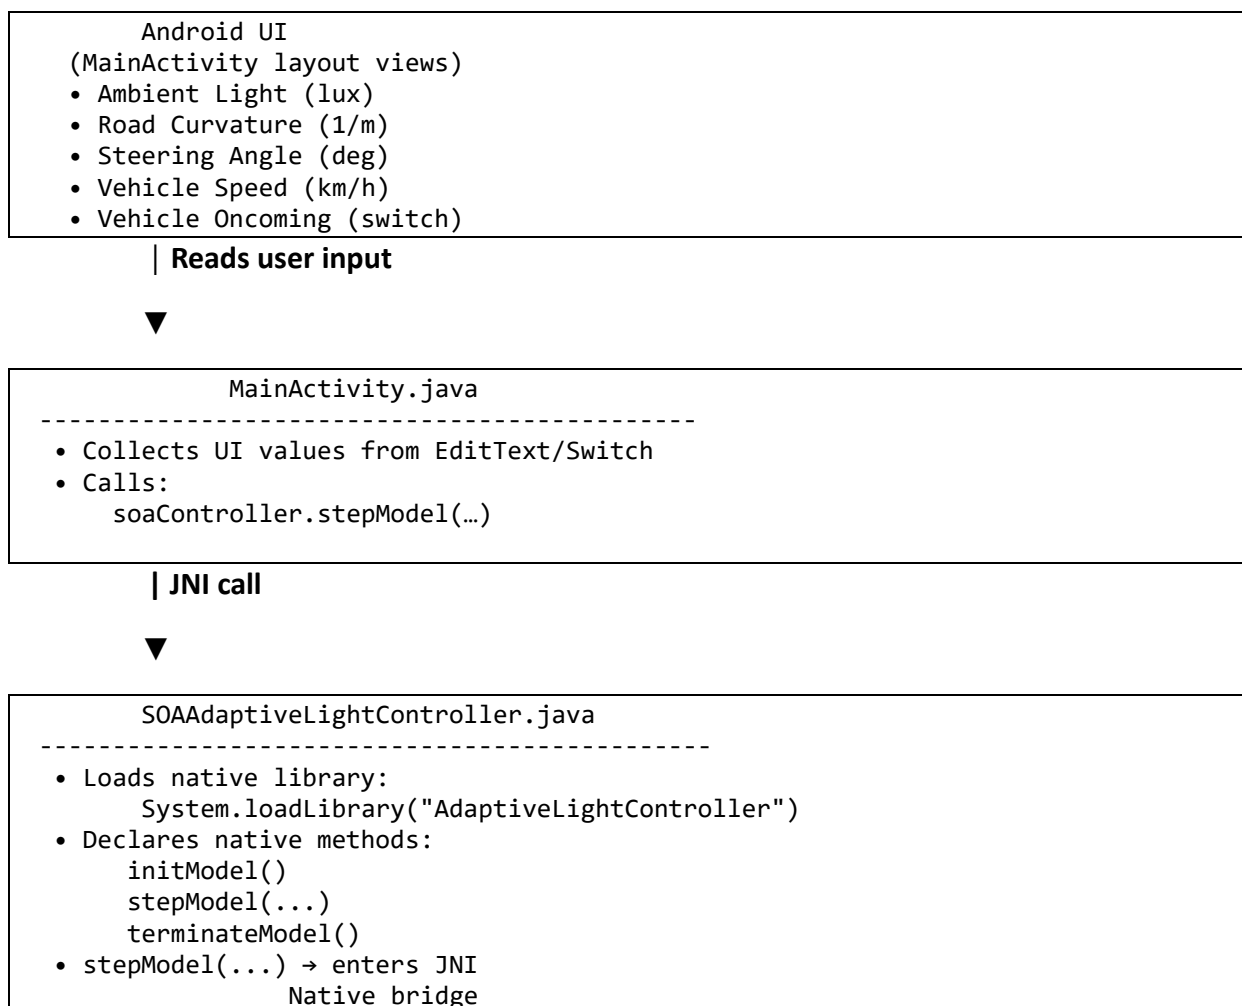 Android UI
(MainActivity layout views)
• Ambient Light (lux)
• Road Curvature (1/m)
• Steering Angle (deg)
• Vehicle Speed (km/h)
• Vehicle Oncoming (switch)
| Reads user input
▼
MainActivity.java
---------------------------------------------
• Collects UI values from EditText/Switch
• Calls:
soaController.stepModel(…)
| JNI call
▼
SOAAdaptiveLightController.java
----------------------------------------------
• Loads native library:
System.loadLibrary("AdaptiveLightController")
• Declares native methods:
initModel()
stepModel(...)
terminateModel()
• stepModel(...) → enters JNI
Native bridge